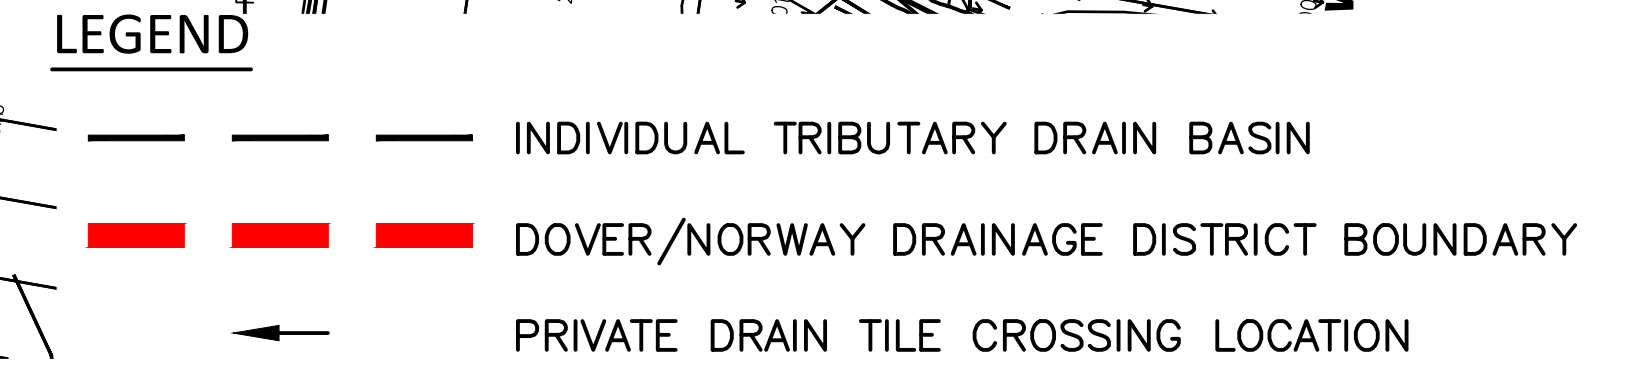 LEGEND
INDIVIDUAL TRIBUTARY DRAIN BASIN
DOVER/NORWAY DRAINAGE DISTRICT BOUNDARY
PRIVATE DRAIN TILE CROSSING LOCATION